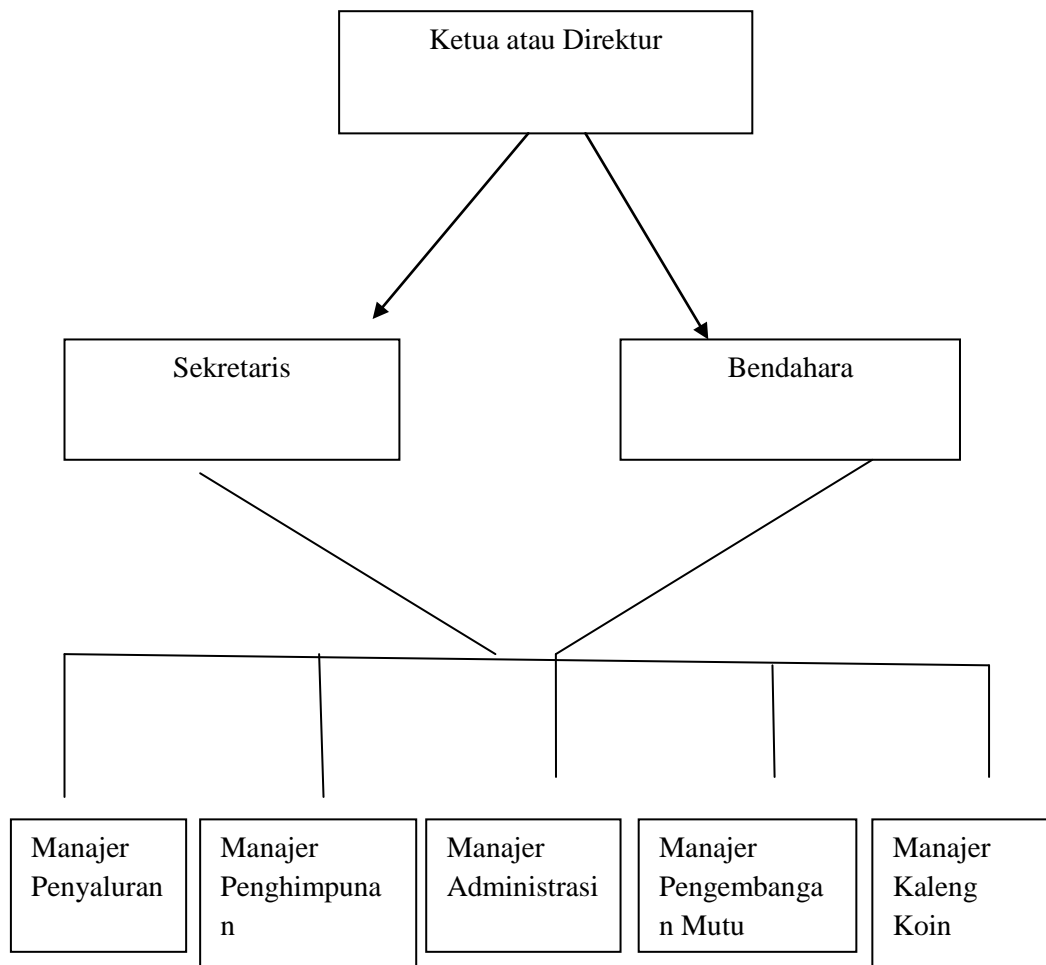 Ketua atau Direktur
Sekretaris
Bendahara
Manajer
Penyaluran
Manajer
Penghimpuna
n
Manajer
Administrasi
Manajer
Pengembanga
n Mutu
Manajer
Kaleng
Koin